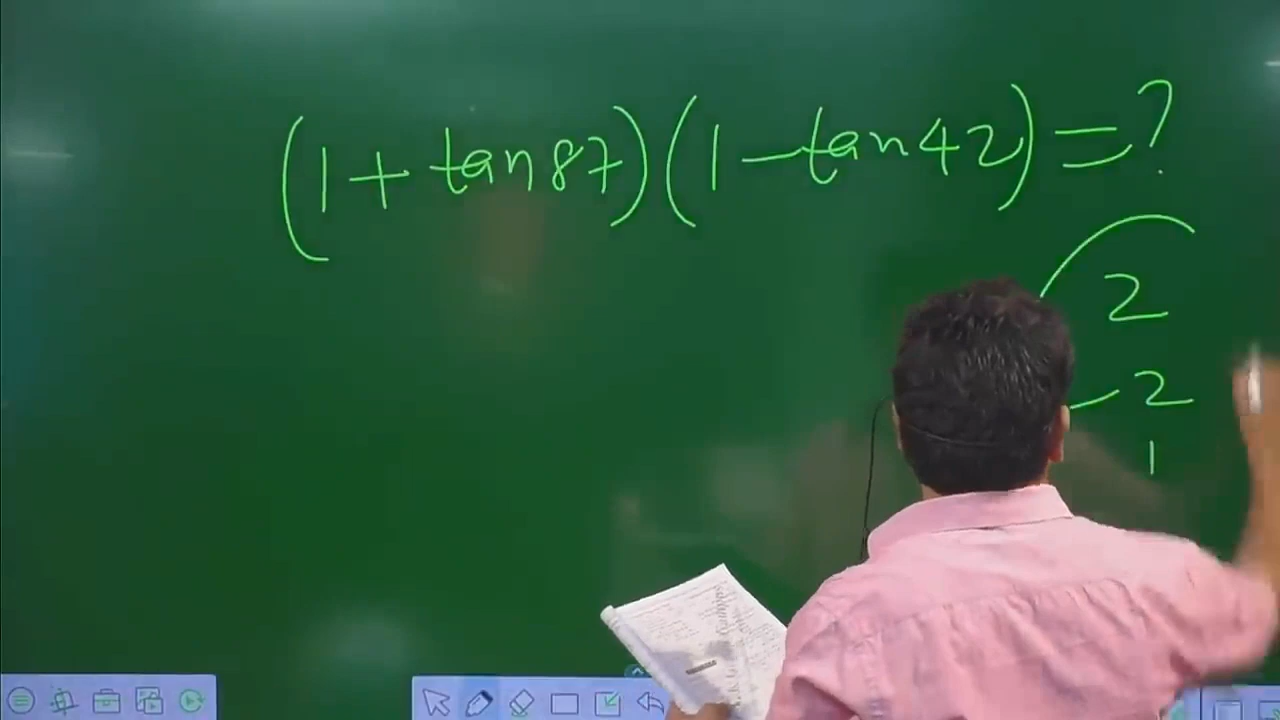 (1 + tan87)(1 - tan42) = ?
2
2
1